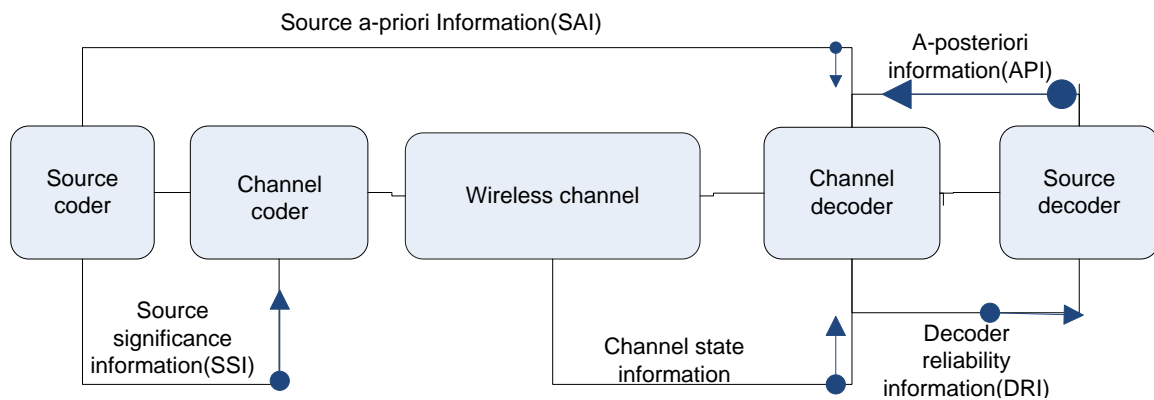 Source a-priori Information(SAI)
A-posteriori
information(API)
Source
coder
Channel
coder
Wireless channel
Channel
decoder
Source
decoder
Source
significance
information(SSI)
Channel state
information
Decoder
reliability
information(DRI)